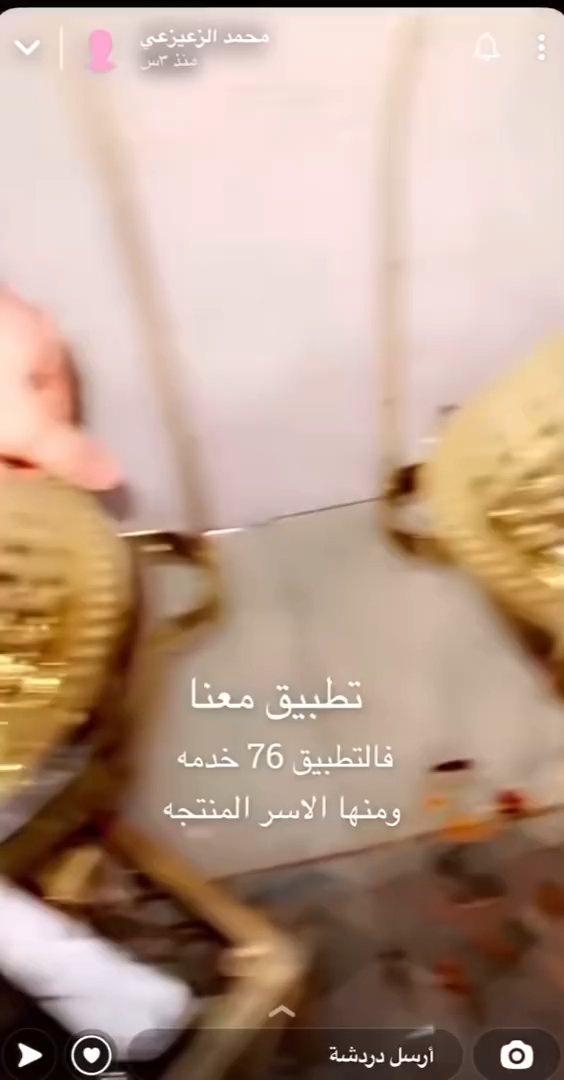 محمد الزعيزعي
منذ ٣س
تطبيق معنا
فالتطبيق 76 خدمه
ومنها الاسر المنتجه
أرسل دردشة